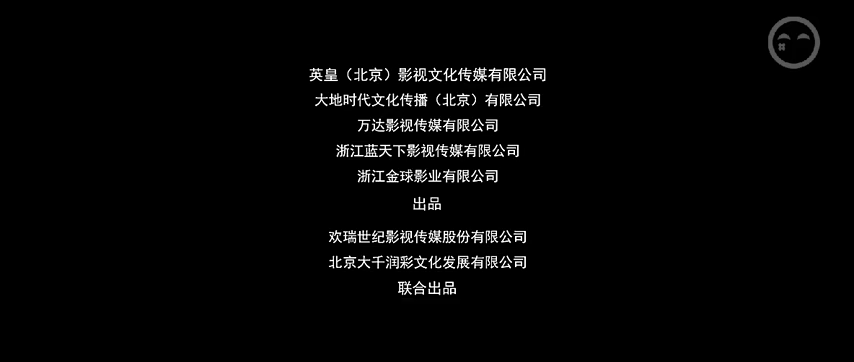 英皇（北京）影视文化传媒有限公司
大地时代文化传播（北京）有限公司
万达影视传媒有限公司
浙江蓝天下影视传媒有限公司
浙江金球影业有限公司
出品
欢瑞世纪影视传媒股份有限公司
北京大千润彩文化发展有限公司
联合出品